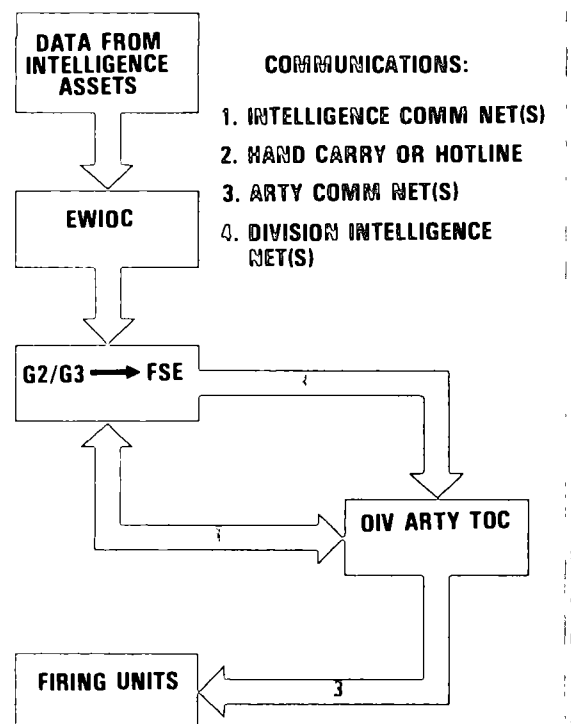 DATA FROM
INTELLIGENCE
ASSETS
COMMUNICATIONS:
1. INTELLIGENCE COMM NET(S)
2. HAND CARRY OR HOTLINE
3. ARTY COMM NET(S)
4. DIVISION INTELLIGENCE
NET(S)
EWIOC
G2/G3 → FSE
OIV ARTY TOC
FIRING UNITS
3